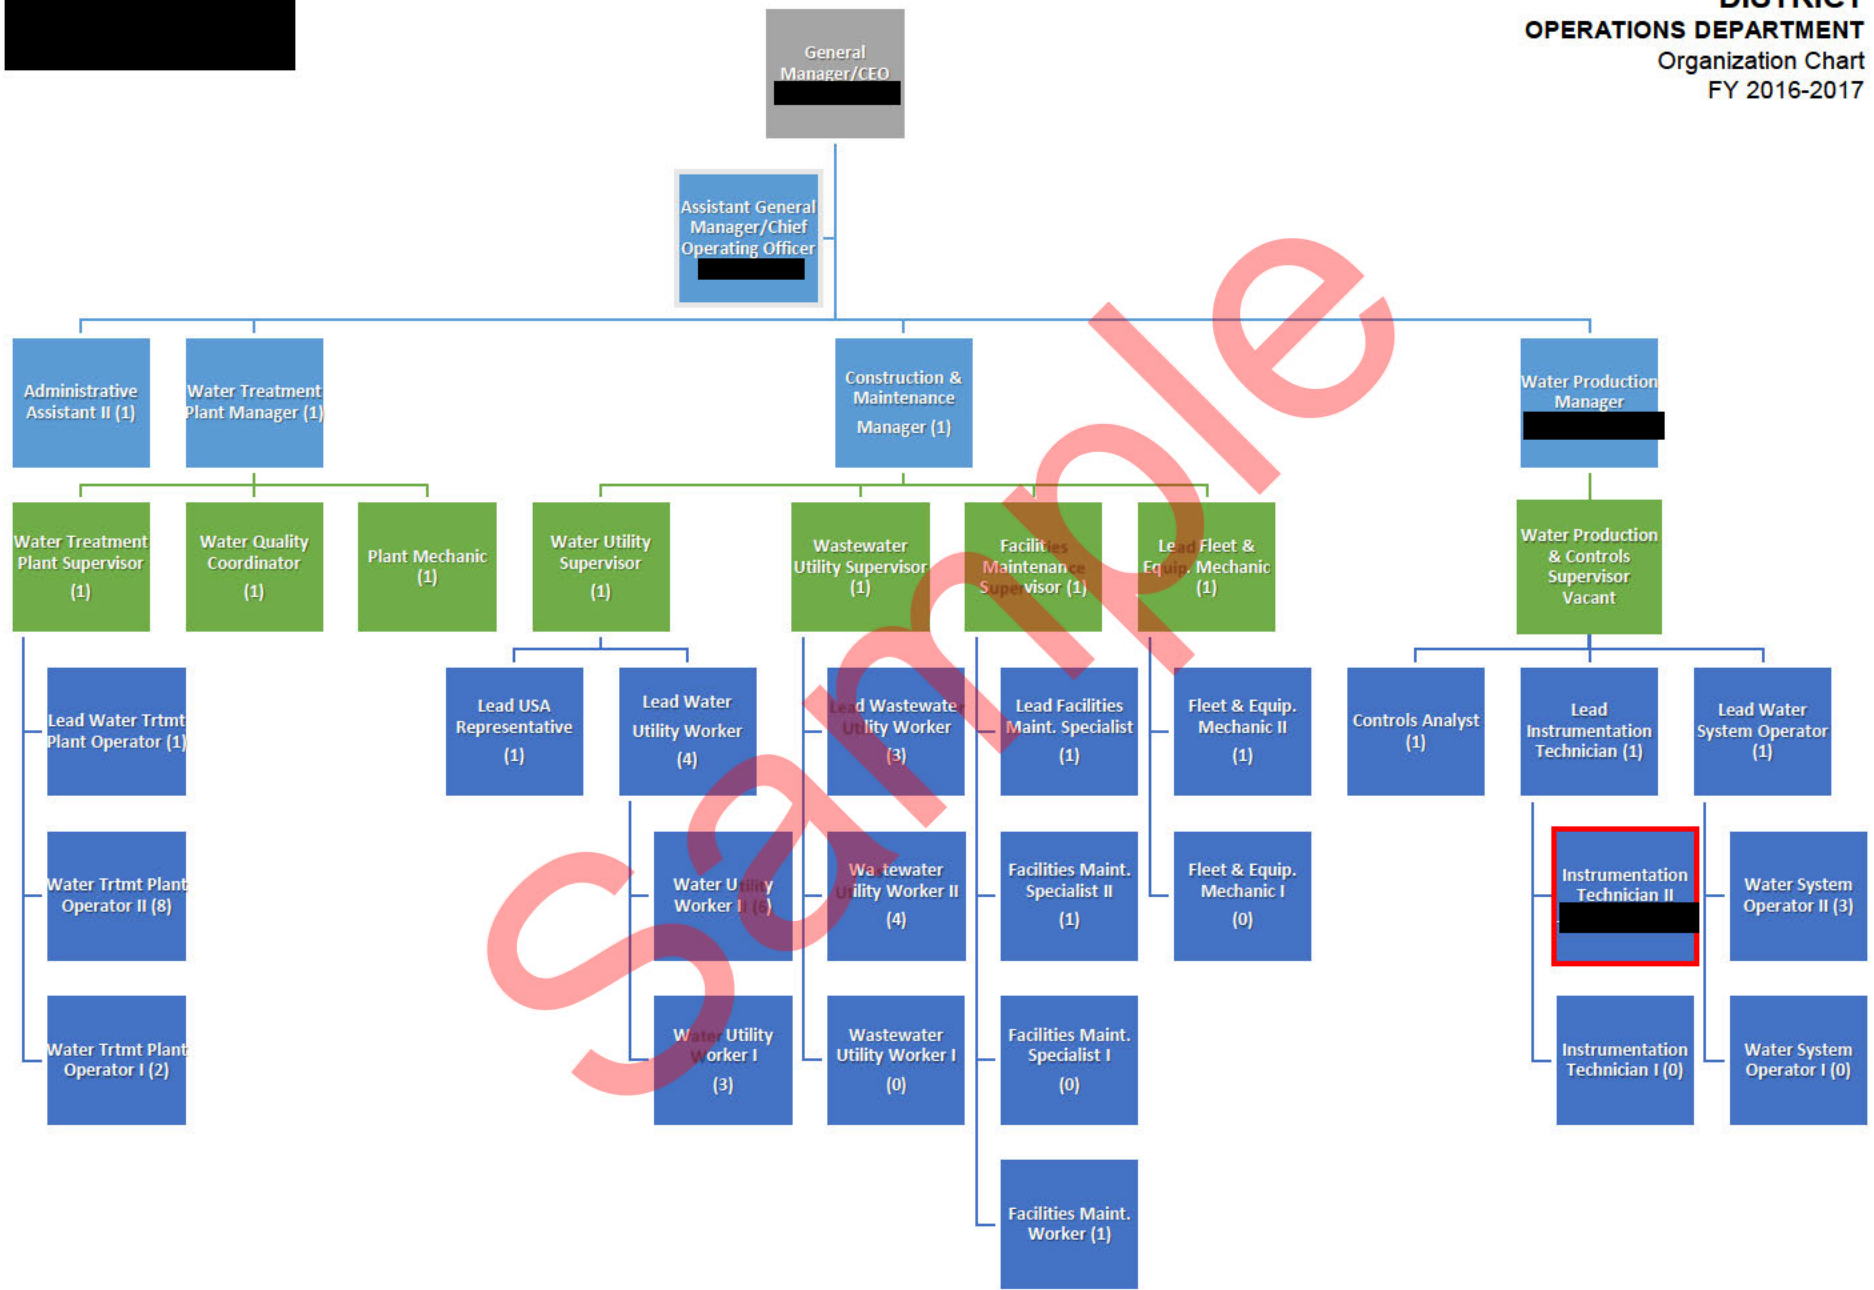 DISTRICT
OPERATIONS DEPARTMENT
Organization Chart
FY 2016-2017
General
Manager/CEO
Assistant General
Manager/Chief
Operating Officer
Administrative
Assistant II (1)
Water Treatment
Plant Manager (1)
Construction &
Maintenance
Manager (1)
Water Production
Manager
Water Treatment
Plant Supervisor
(1)
Water Quality
Coordinator
(1)
Plant Mechanic
(1)
Water Utility
Supervisor
(1)
Wastewater
Utility Supervisor
(1)
Facilities
Maintenance
Supervisor (1)
Lead Fleet &
Equip. Mechanic
(1)
Water Production
& Controls
Supervisor
Vacant
Lead Water Trtmt
Plant Operator (1)
Lead USA
Representative
(1)
Lead Water
Utility Worker
(4)
Lead Wastewater
Utility Worker
(3)
Lead Facilities
Maint. Specialist
(1)
Fleet & Equip.
Mechanic II
(1)
Controls Analyst
(1)
Lead
Instrumentation
Technician (1)
Lead Water
System Operator
(1)
Water Trtmt Plant
Operator II (8)
Water Utility
Worker II (6)
Wastewater
Utility Worker II
(4)
Facilities Maint.
Specialist II
(1)
Fleet & Equip.
Mechanic I
(0)
Instrumentation
Technician II
Water System
Operator II (3)
Water Trtmt Plant
Operator I (2)
Water Utility
Worker I
(3)
Wastewater
Utility Worker I
(0)
Facilities Maint.
Specialist I
(0)
Instrumentation
Technician I (0)
Water System
Operator I (0)
Facilities Maint.
Worker (1)
Sample